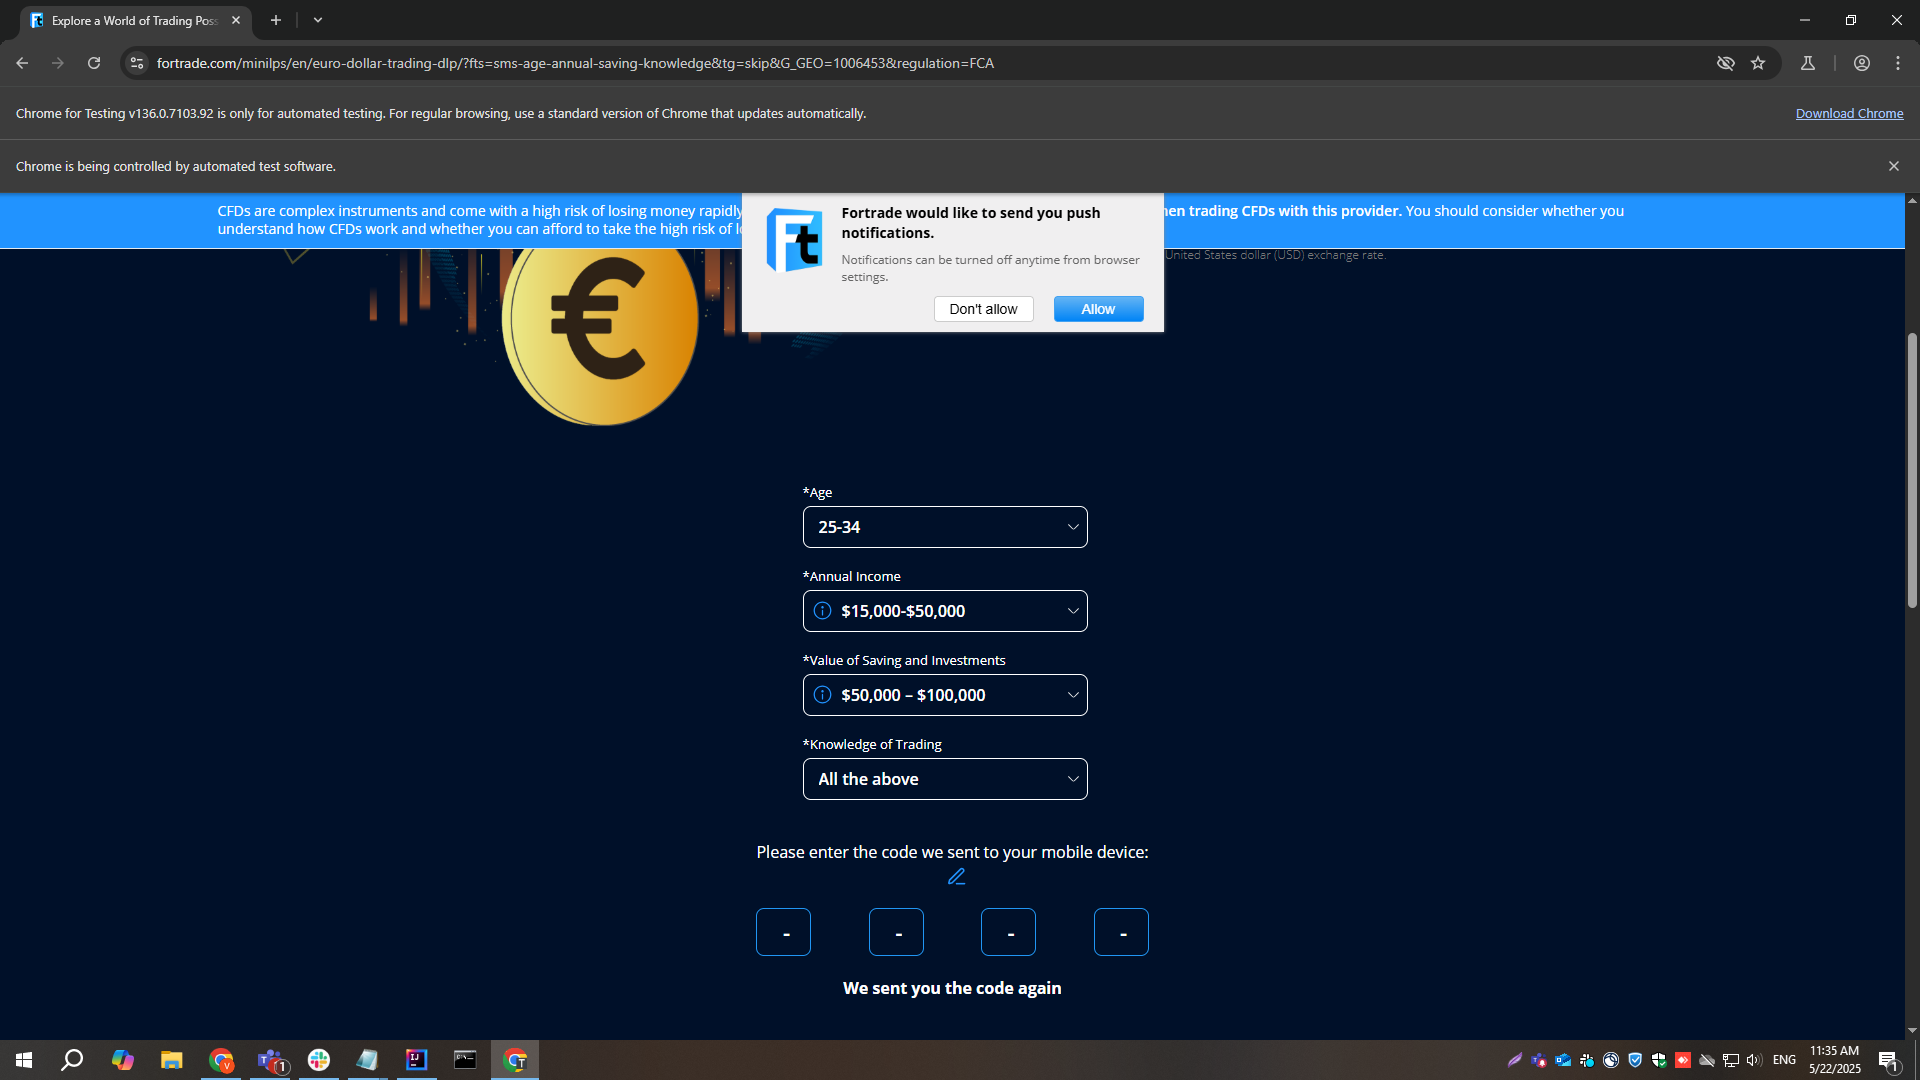 Explore a World of Trading Poss
fortrade.com/minilps/en/euro-dollar-trading-dlp/?fts=sms-age-annual-saving-knowledge&tg=skip&G_GEO=1006453&regulation=FCA
Chrome for Testing v136.0.7103.92 is only for automated testing. For regular browsing, use a standard version of Chrome that updates automatically.
Download Chrome
Chrome is being controlled by automated test software.
CFDs are complex instruments and come with a high risk of losing money rapidly
hen trading CFDs with this provider. You should consider whether you
understand how CFDs work and whether you can afford to take the high risk of l
Ft
Fortrade would like to send you push
notifications.
Notifications can be turned off anytime from browser
settings.
Don't allow
Allow
United States dollar (USD) exchange rate.
€
*Age
25-34
*Annual Income
$15,000-$50,000
*Value of Saving and Investments
$50,000 – $100,000
*Knowledge of Trading
All the above
Please enter the code we sent to your mobile device:
- - - -
We sent you the code again
ENG
11:35 AM
5/22/2025
1